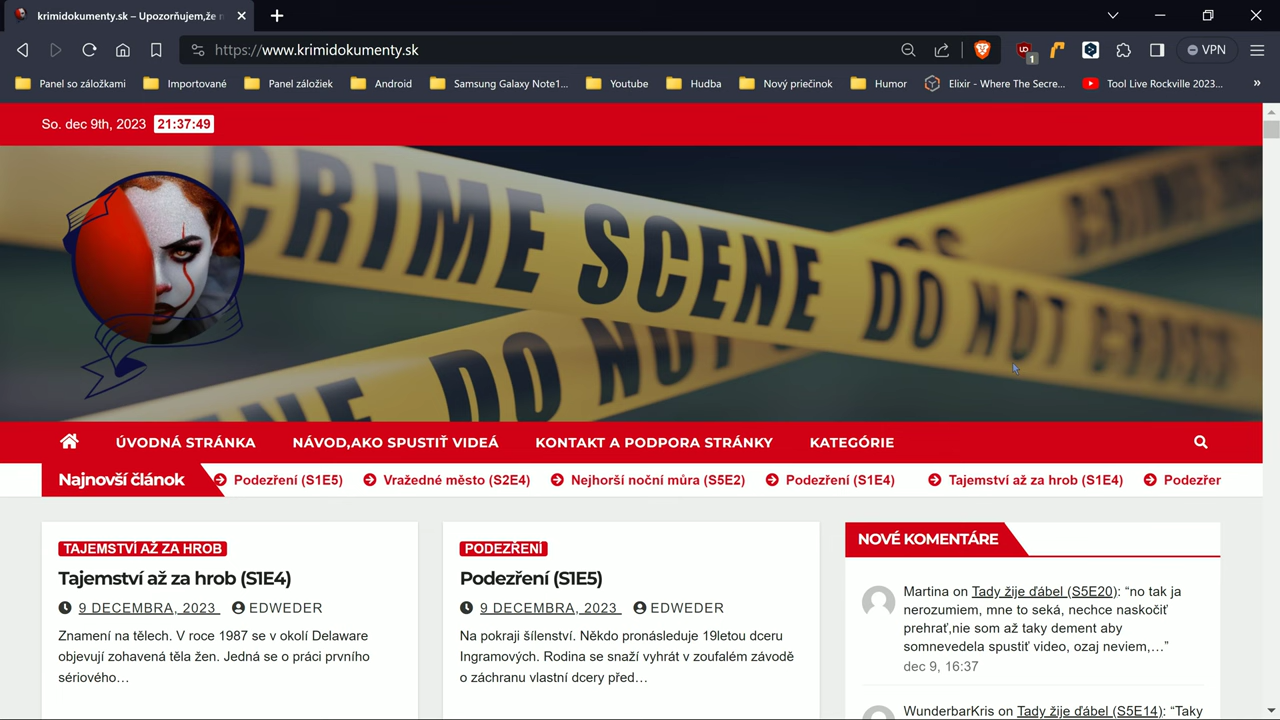 krimidokumenty.sk – Upozorňujem,že n
https://www.krimidokumenty.sk
1
VPN
Panel so záložkami
Importované
Panel záložiek
Android
Samsung Galaxy Note1...
Youtube
Hudba
Nový priečinok
Humor
Elixir - Where The Secre...
Tool Live Rockville 2023...
»
So. dec 9th, 2023 21:37:49
CRIME SCENE DO NOT CROSS
DO NOT
ÚVODNÁ STRÁNKA
NÁVOD,AKO SPUSTIŤ VIDEÁ
KONTAKT A PODPORA STRÁNKY
KATEGÓRIE
Najnovší článok
Podezření (S1E5)
Vražedné město (S2E4)
Nejhorší noční můra (S5E2)
Podezření (S1E4)
Tajemství až za hrob (S1E4)
Podezřer
TAJEMSTVÍ AŽ ZA HROB
Tajemství až za hrob (S1E4)
9 DECEMBRA, 2023 EDWEDER
Znamení na tělech. V roce 1987 se v okolí Delaware
objevují zohavená těla žen. Jedná se o práci prvního
sériového…
PODEZŘENÍ
Podezření (S1E5)
9 DECEMBRA, 2023 EDWEDER
Na pokraji šílenství. Někdo pronásleduje 19letou dceru
Ingramových. Rodina se snaží vyhrát v zoufalém závodě
o záchranu vlastní dcery před…
NOVÉ KOMENTÁRE
Martina on Tady žije ďábel (S5E20): “no tak ja
nerozumiem, mne to seká, nechce naskočiť
prehrať,nie som až taky dement aby
somnevedela spustiť video, ozaj neviem,…”
dec 9, 16:37
WunderbarKris on Tady žije ďábel (S5E14): “Taky